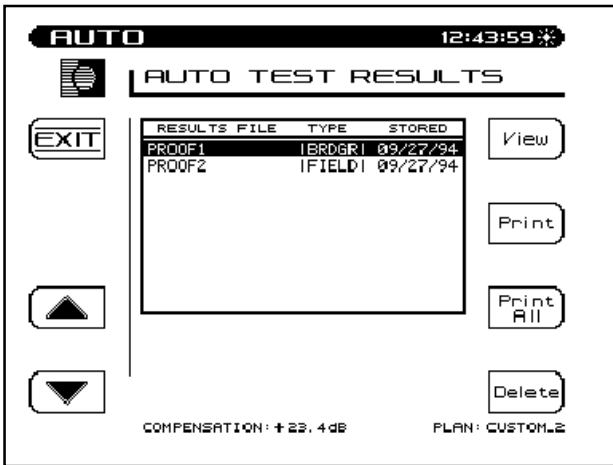 AUTO 12:43:59
AUTO TEST RESULTS
EXIT
RESULTS FILE TYPE STORED
PROOF1 |BRDGR| 09/27/94
PROOF2 |FIELD| 09/27/94
View
Print
Print All
Delete
COMPENSATION:+23.4dB PLAN: CUSTOM_2